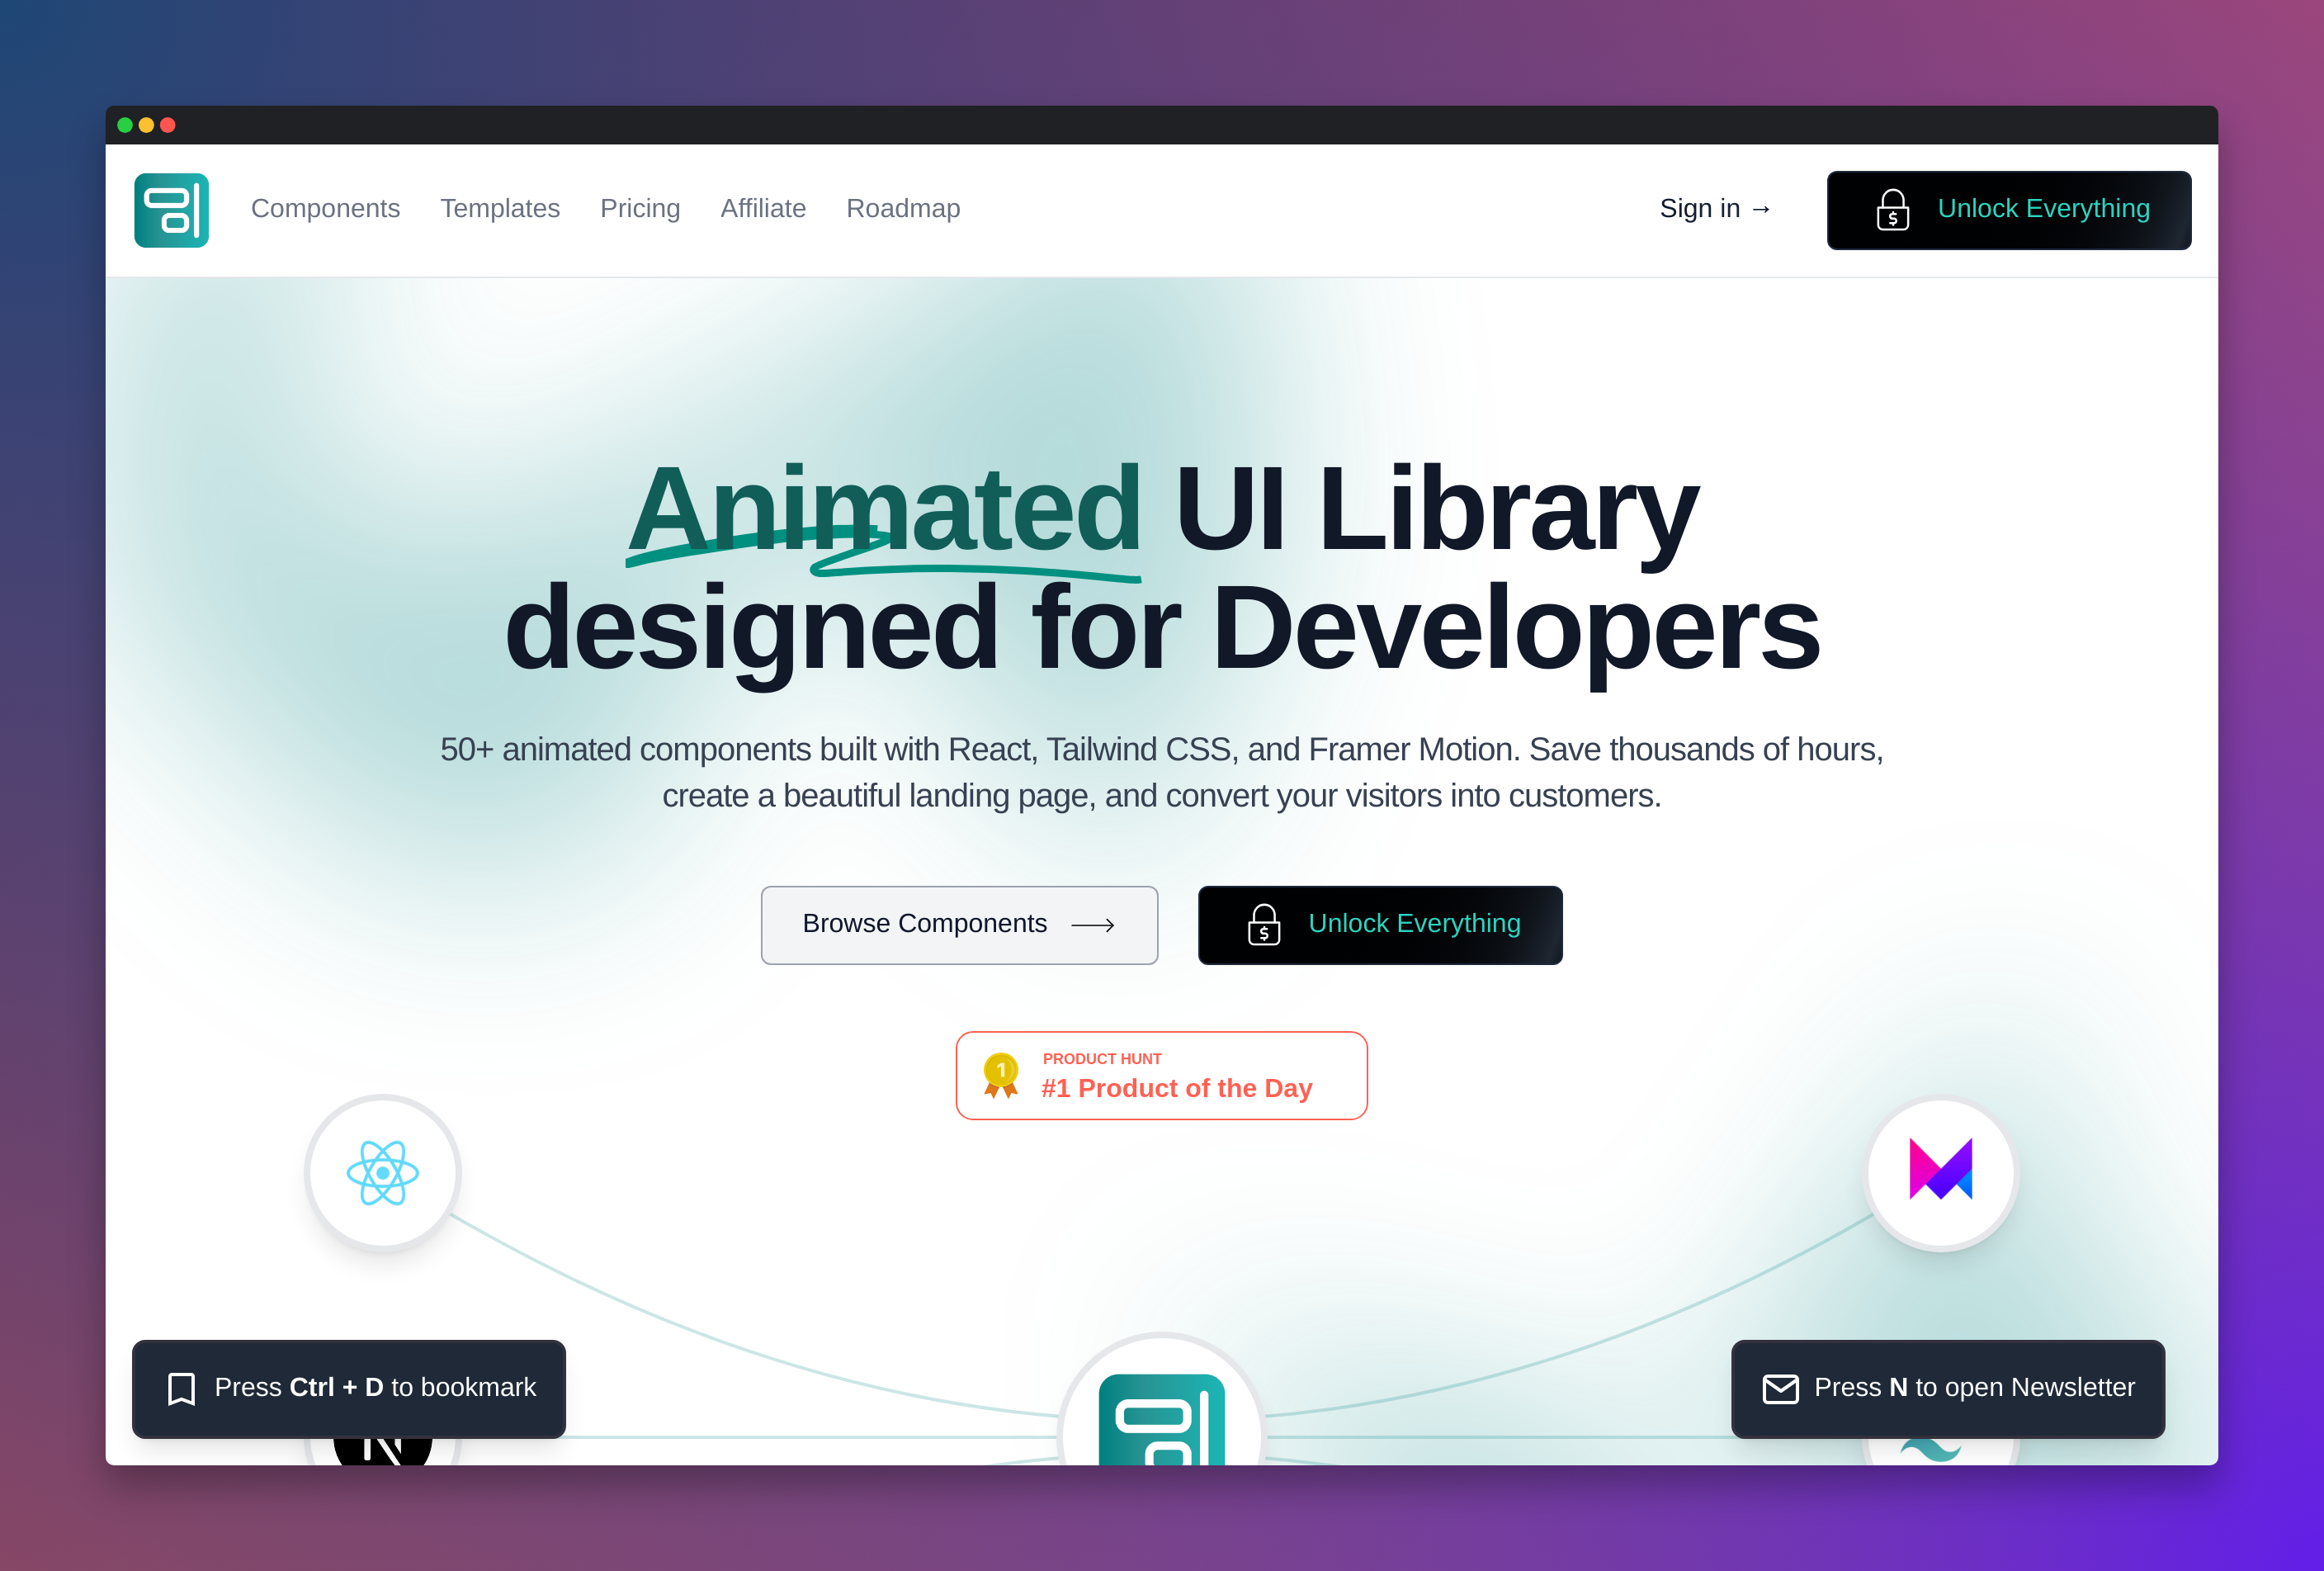 Components Templates Pricing Affiliate Roadmap Sign in → $ Unlock Everything
Animated UI Library
designed for Developers
50+ animated components built with React, Tailwind CSS, and Framer Motion. Save thousands of hours,
create a beautiful landing page, and convert your visitors into customers.
Browse Components
$ Unlock Everything
1
PRODUCT HUNT
#1 Product of the Day
Press Ctrl + D to bookmark
Press N to open Newsletter